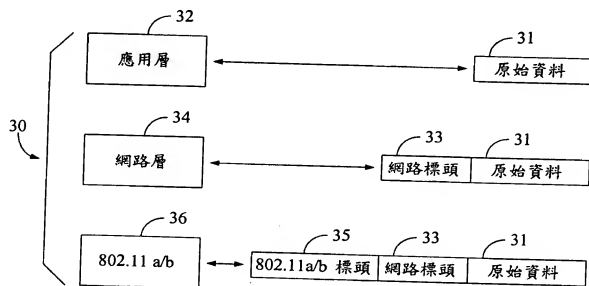 32
31
應用層
原始資料
34
33
31
30
網路層
網路標頭
原始資料
36
35
33
31
802.11 a/b
802.11a/b 標頭
網路標頭
原始資料